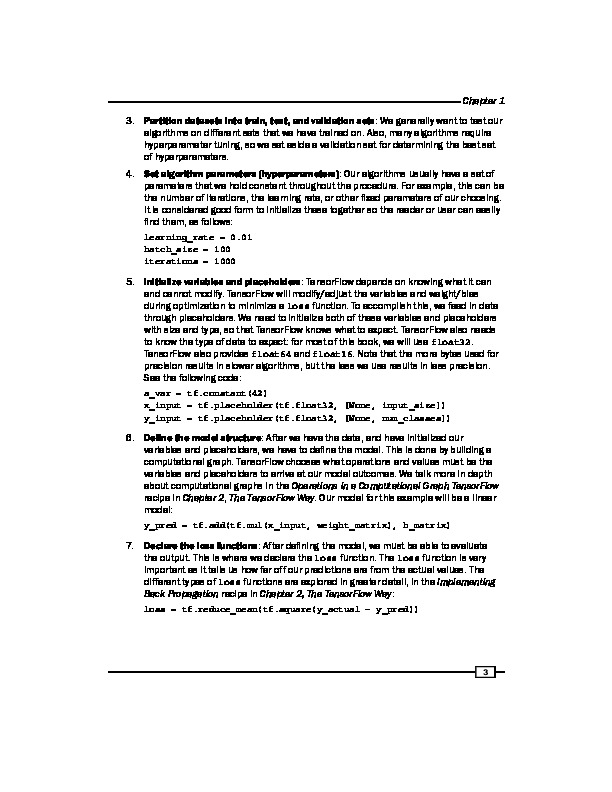 Chapter 1
3. Partition datasets into train, test, and validation sets: We generally want to test our
algorithms on different sets that we have trained on. Also, many algorithms require
hyperparameter tuning, so we set aside a validation set for determining the best set
of hyperparameters.
4. Set algorithm parameters (hyperparameters): Our algorithms usually have a set of
parameters that we hold constant throughout the procedure. For example, this can be
the number of iterations, the learning rate, or other fixed parameters of our choosing.
It is considered good form to initialize these together so the reader or user can easily
find them, as follows:
learning_rate = 0.01
batch_size = 100
iterations = 1000
5. Initialize variables and placeholders: TensorFlow depends on knowing what it can
and cannot modify. TensorFlow will modify/adjust the variables and weight/bias
during optimization to minimize a loss function. To accomplish this, we feed in data
through placeholders. We need to initialize both of these variables and placeholders
with size and type, so that TensorFlow knows what to expect. TensorFlow also needs
to know the type of data to expect: for most of this book, we will use float32.
TensorFlow also provides float64 and float16. Note that the more bytes used for
precision results in slower algorithms, but the less we use results in less precision.
See the following code:
a_var = tf.constant(42)
x_input = tf.placeholder(tf.float32, [None, input_size])
y_input = tf.placeholder(tf.float32, [None, num_classes])
6. Define the model structure: After we have the data, and have initialized our
variables and placeholders, we have to define the model. This is done by building a
computational graph. TensorFlow chooses what operations and values must be the
variables and placeholders to arrive at our model outcomes. We talk more in depth
about computational graphs in the Operations in a Computational Graph TensorFlow
recipe in Chapter 2, The TensorFlow Way. Our model for this example will be a linear
model:
y_pred = tf.add(tf.mul(x_input, weight_matrix), b_matrix)
7. Declare the loss functions: After defining the model, we must be able to evaluate
the output. This is where we declare the loss function. The loss function is very
important as it tells us how far off our predictions are from the actual values. The
different types of loss functions are explored in greater detail, in the Implementing
Back Propagation recipe in Chapter 2, The TensorFlow Way:
loss = tf.reduce_mean(tf.square(y_actual – y_pred))
3